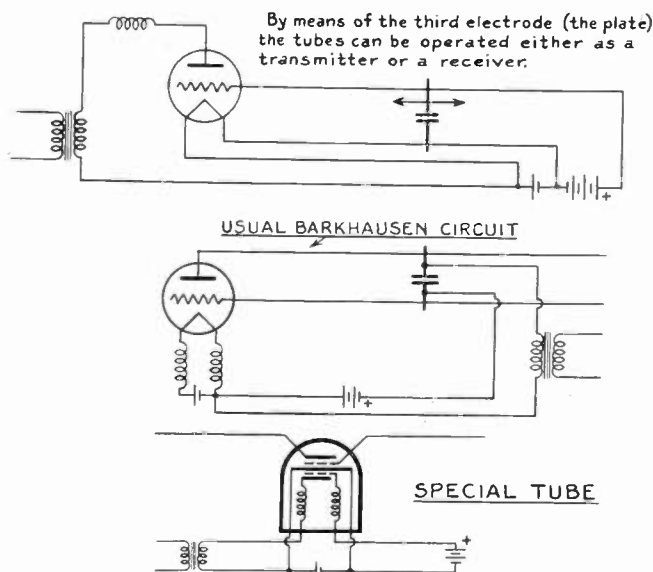 By means of the third electrode (the plate)
the tubes can be operated either as a
transmitter or a receiver.
+
USUAL BARKHAUSEN CIRCUIT
+
SPECIAL TUBE
+